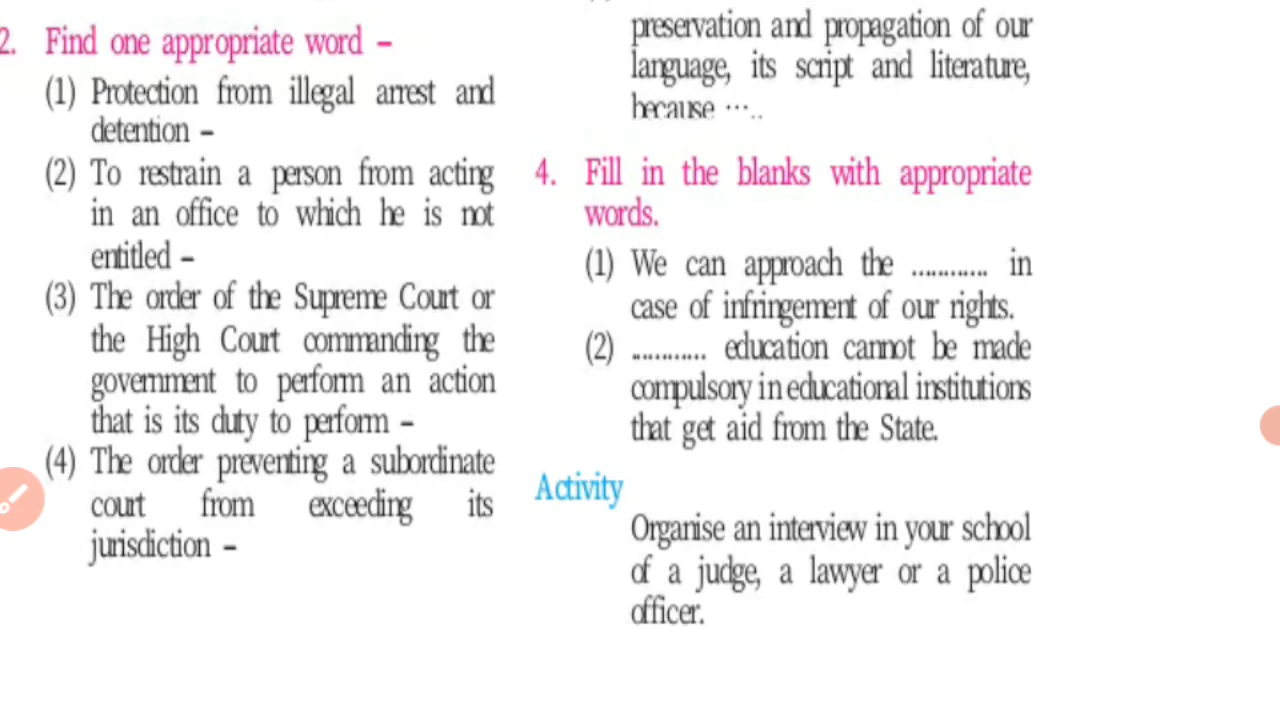 2. Find one appropriate word –
(1) Protection from illegal arrest and
detention –
(2) To restrain a person from acting
in an office to which he is not
entitled –
(3) The order of the Supreme Court or
the High Court commanding the
government to perform an action
that is its duty to perform –
(4) The order preventing a subordinate
court from exceeding its
jurisdiction –
preservation and propagation of our
language, its script and literature,
because .....
4. Fill in the blanks with appropriate
words.
(1) We can approach the ............ in
case of infringement of our rights.
(2) ............ education cannot be made
compulsory in educational institutions
that get aid from the State.
Activity
Organise an interview in your school
of a judge, a lawyer or a police
officer.